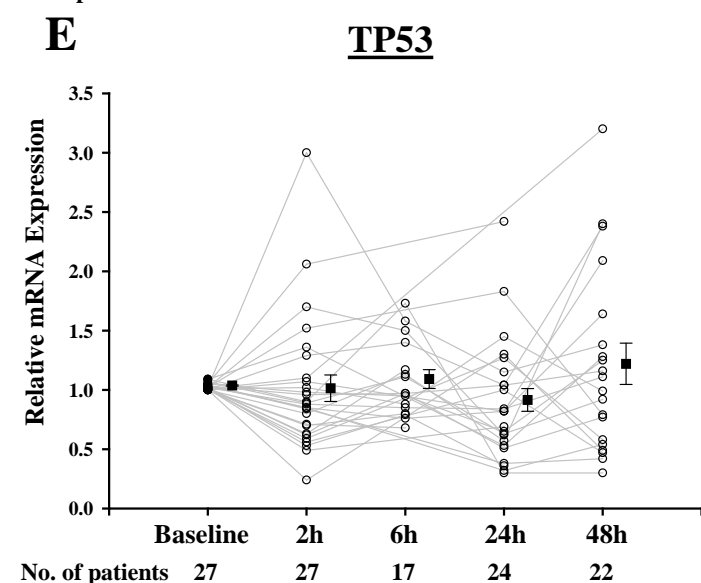 E
TP53
Relative mRNA Expression
3.5
3.0
2.5
2.0
1.5
1.0
0.5
0.0
Baseline 2h 6h 24h 48h
No. of patients 27 27 17 24 22